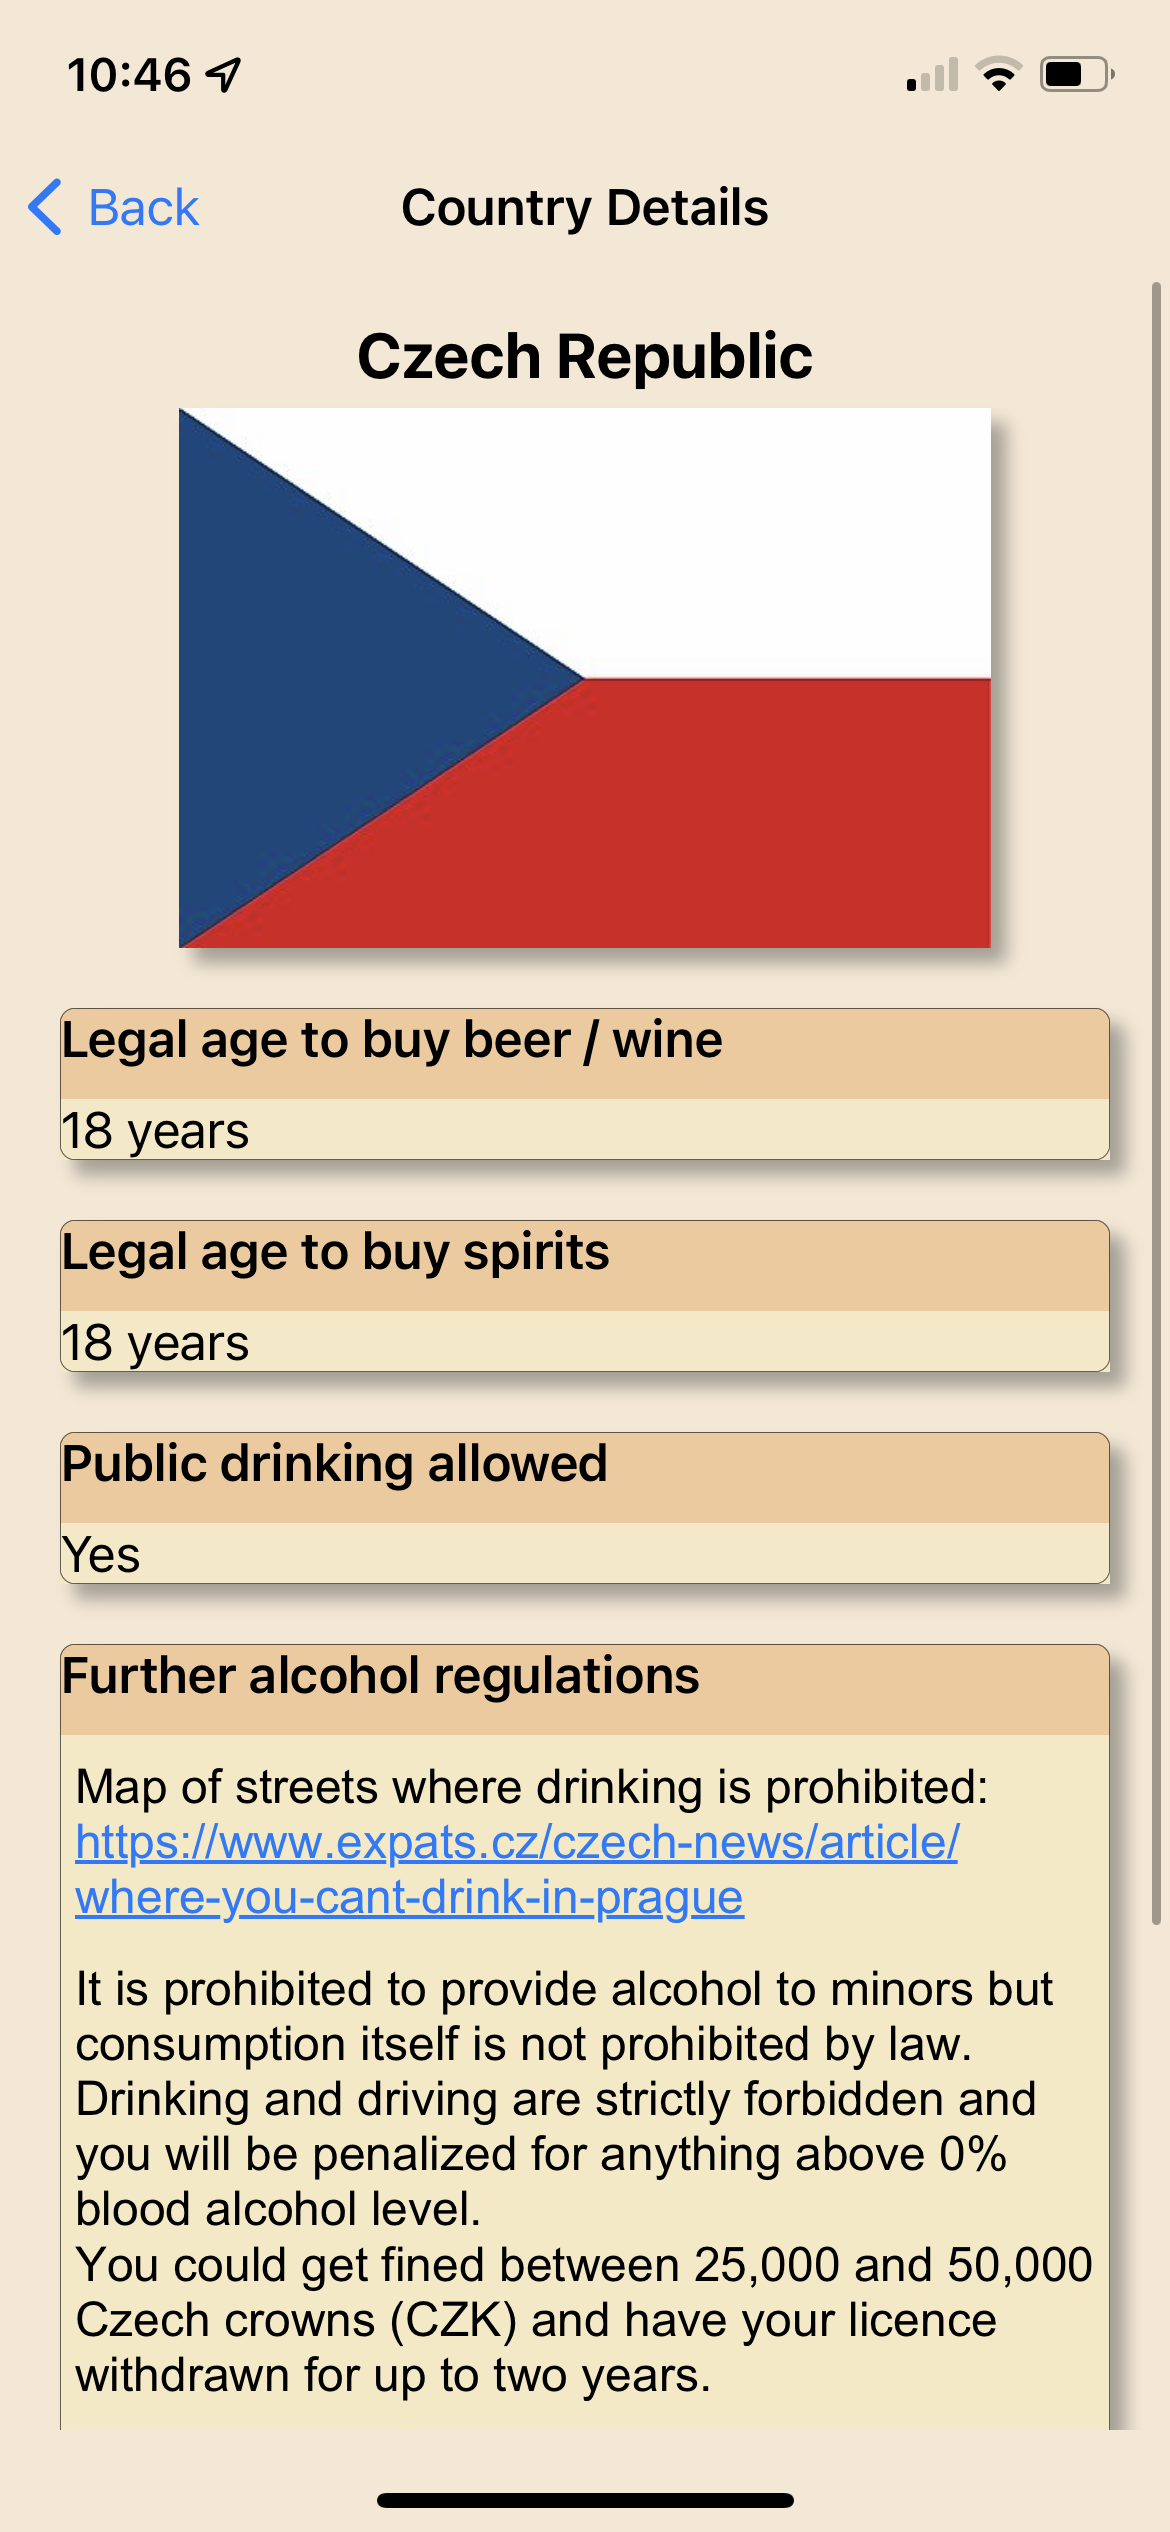 10:46
Back
Country Details
Czech Republic
Legal age to buy beer / wine
18 years
Legal age to buy spirits
18 years
Public drinking allowed
Yes
Further alcohol regulations
Map of streets where drinking is prohibited:
https://www.expats.cz/czech-news/article/
where-you-cant-drink-in-prague
It is prohibited to provide alcohol to minors but
consumption itself is not prohibited by law.
Drinking and driving are strictly forbidden and
you will be penalized for anything above 0%
blood alcohol level.
You could get fined between 25,000 and 50,000
Czech crowns (CZK) and have your licence
withdrawn for up to two years.